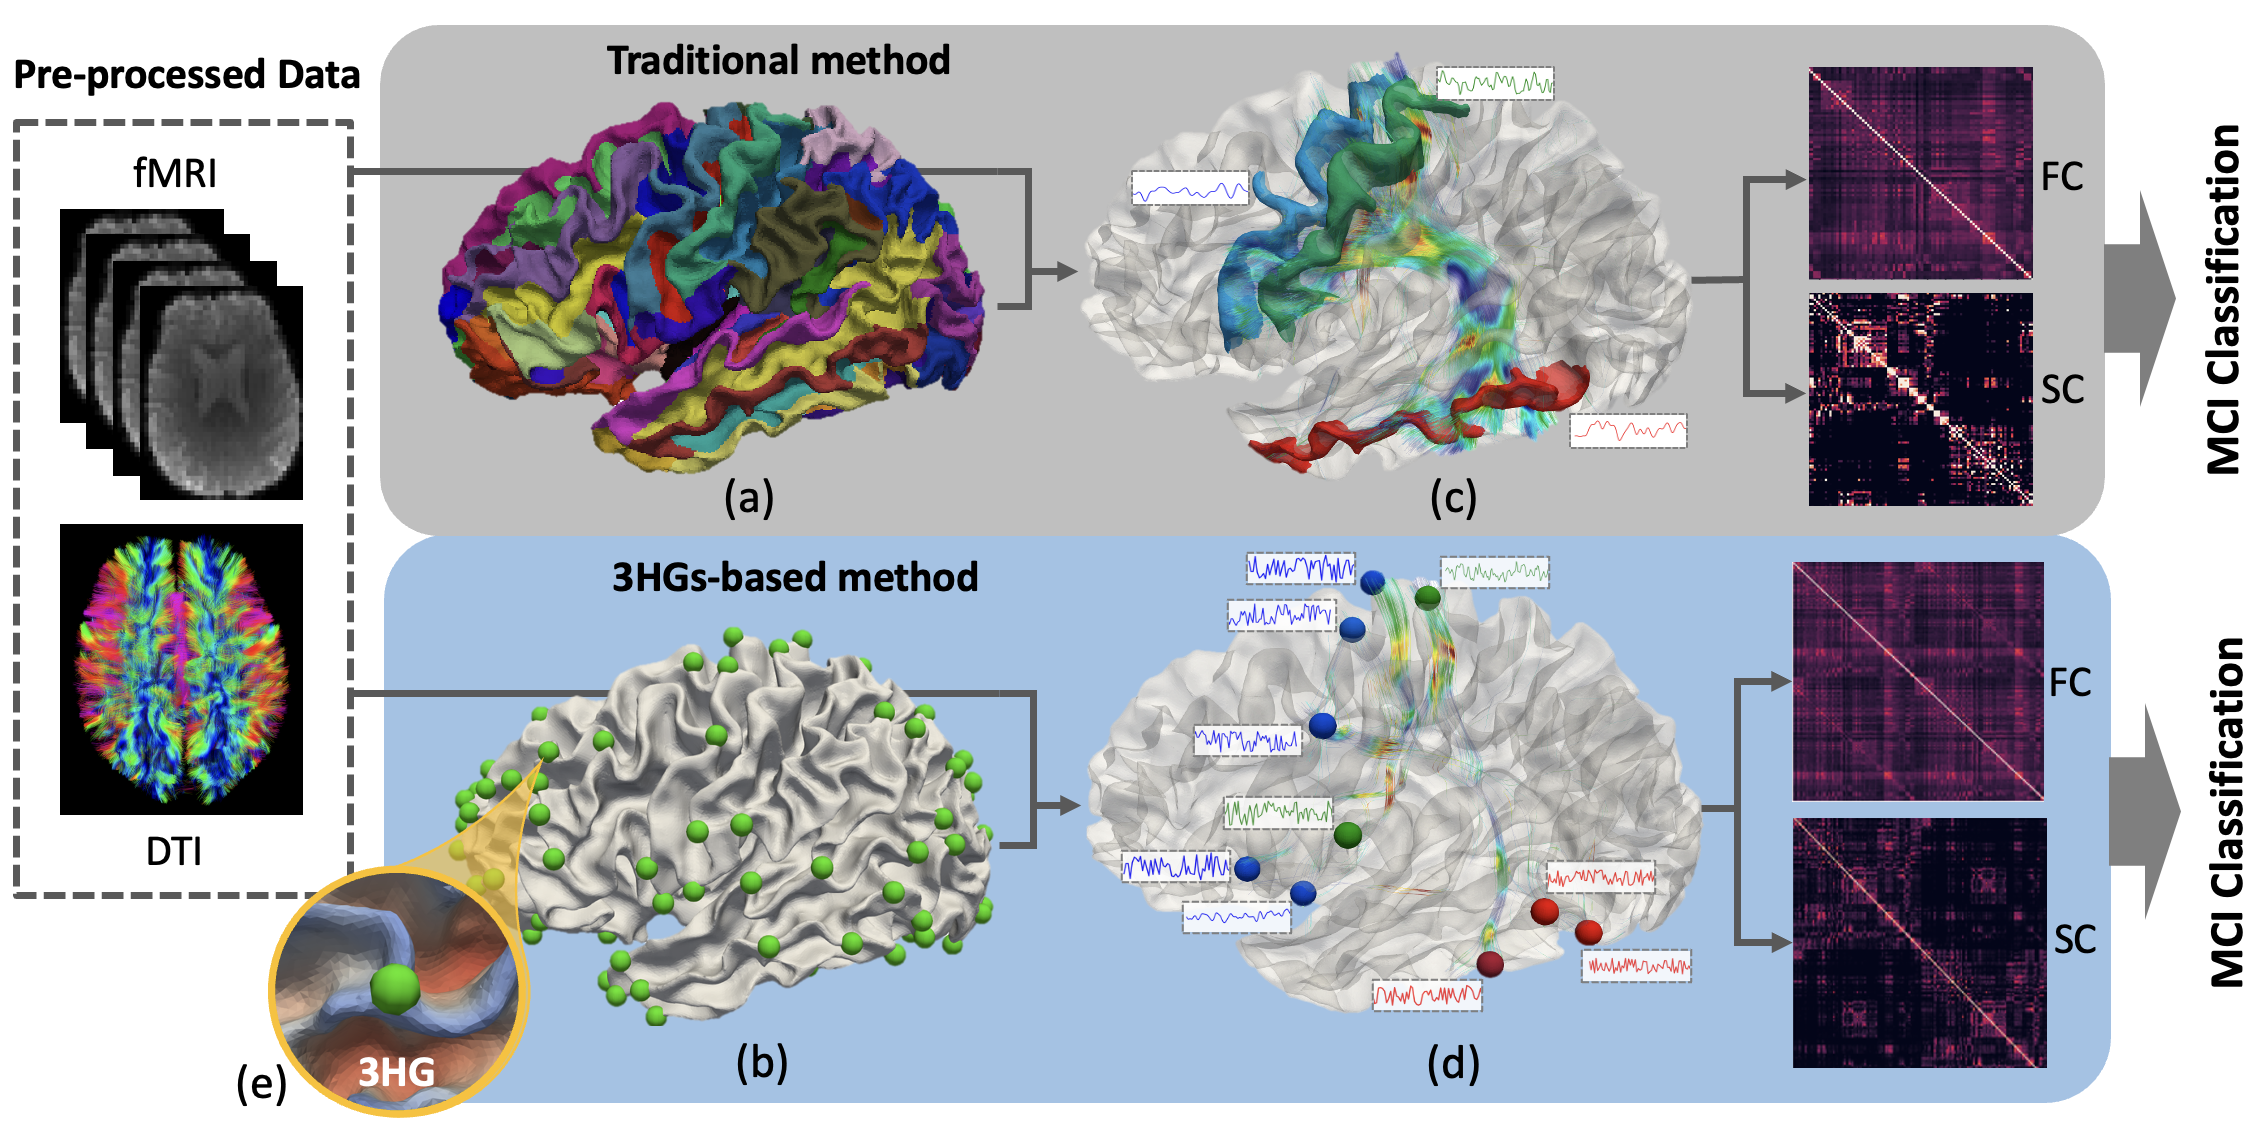 Pre-processed Data
fMRI
DTI
Traditional method
(a)
(c)
FC
SC
MCI Classification
3HGs-based method
(b)
(d)
(e)
3HG
FC
SC
MCI Classification